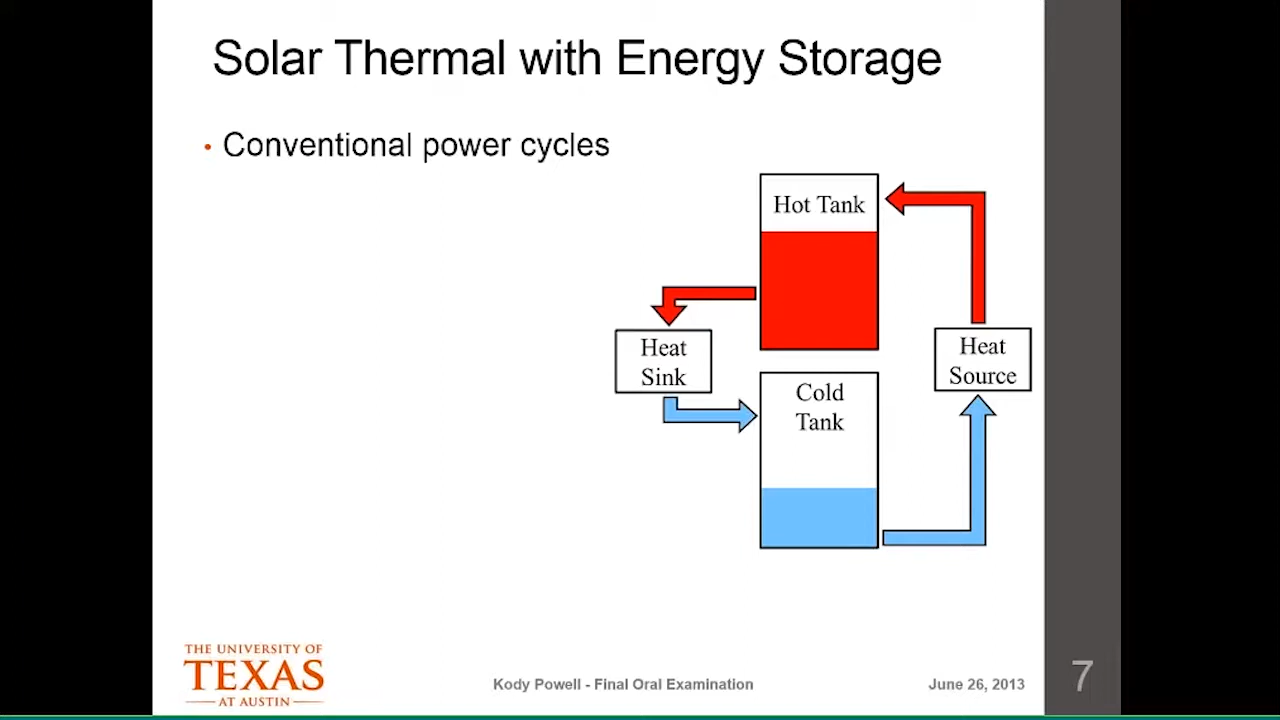 Solar Thermal with Energy Storage
• Conventional power cycles
Hot Tank
Heat
Sink
Heat
Source
Cold
Tank
THE UNIVERSITY OF
TEXAS
AT AUSTIN
Kody Powell - Final Oral Examination
June 26, 2013
7